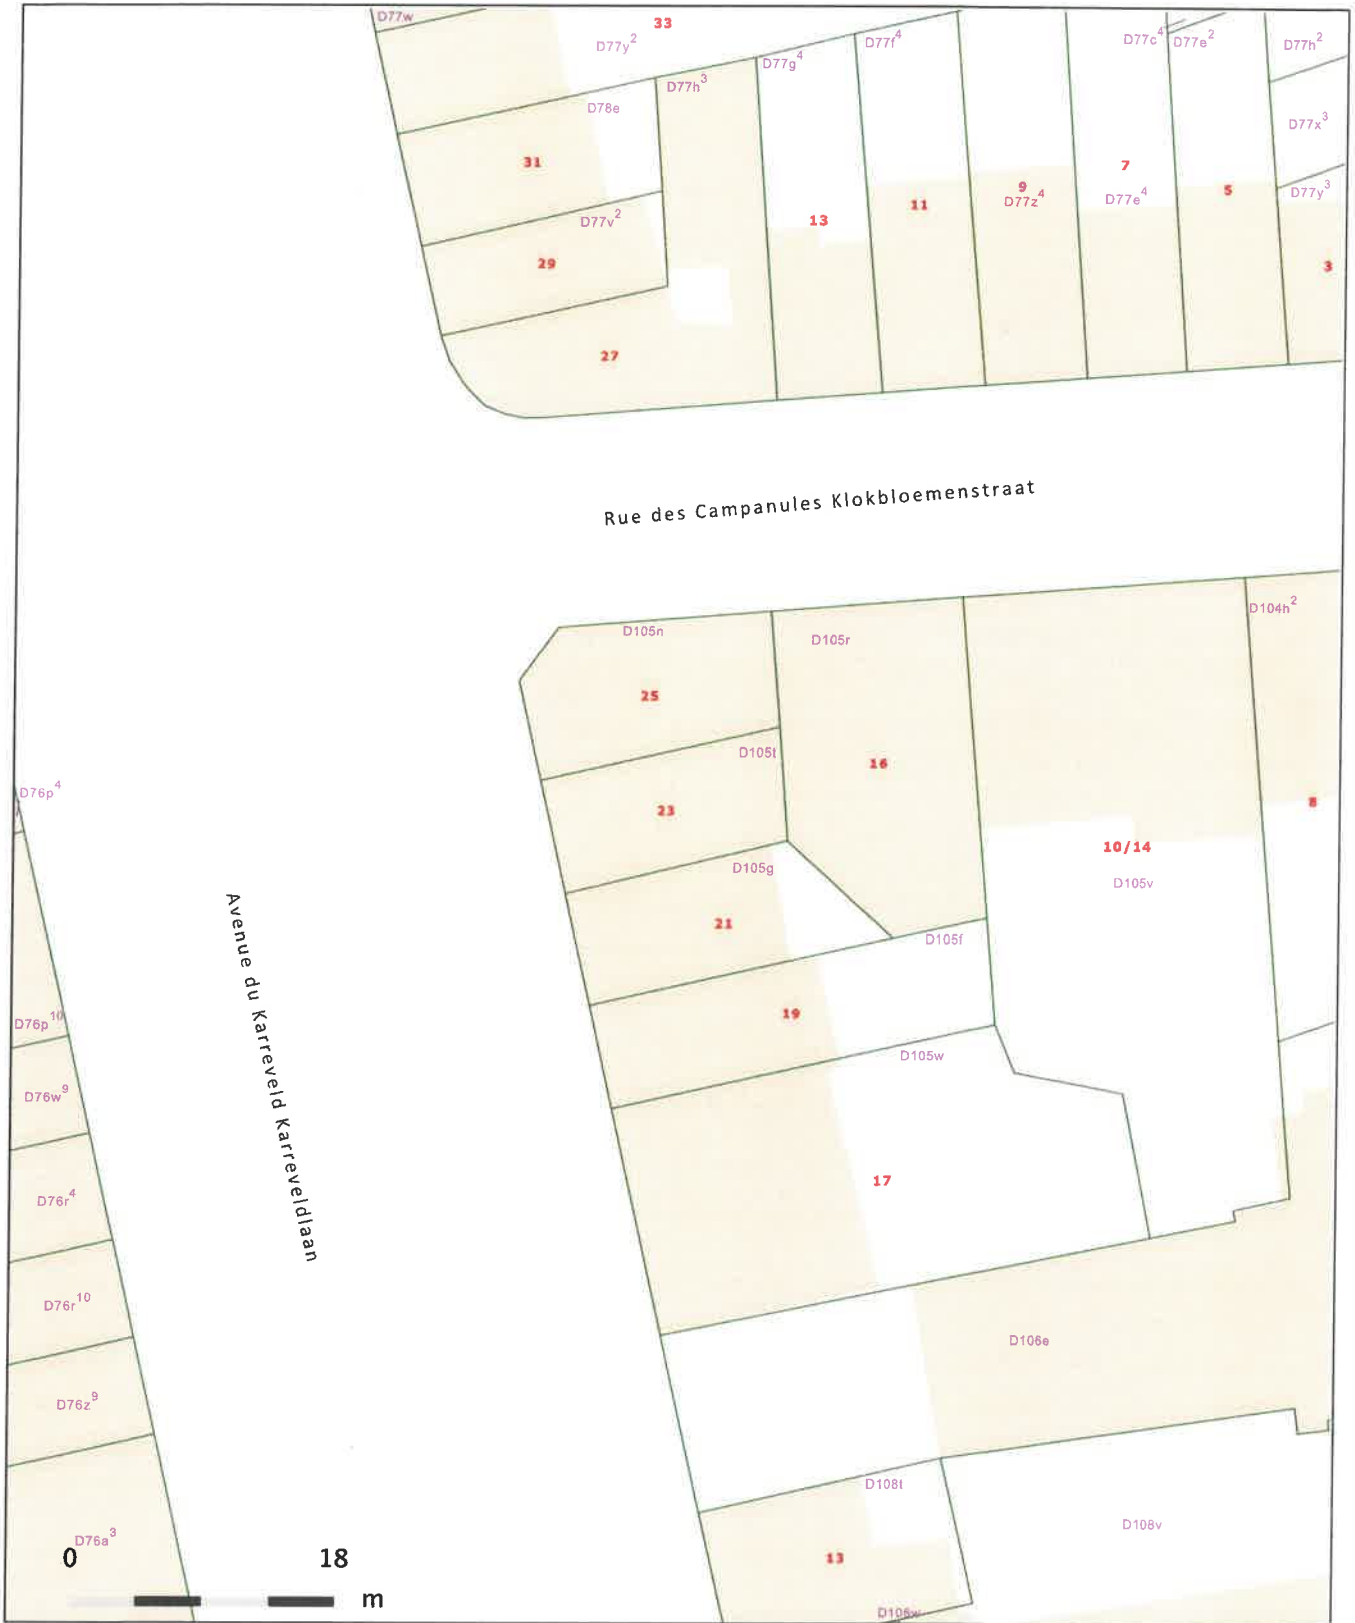 D77w
33
D77y²
D77f⁴
D77c⁴
D77e²
D77h²
D77g⁴
D77h³
D78e
D77x³
31
7
9
D77z⁴
D77e⁴
5
D77y³
11
13
D77v²
29
3
27
Rue des Campanules Klokbloemenstraat
D104h²
D105n
D105r
25
D105t
16
D76p⁴
23
8
10/14
D105g
D105v
21
D105f
Avenue du Karreveld Karreveldlaan
19
D76p¹⁰
D105w
D76w⁹
17
D76r⁴
D76r¹⁰
D106e
D76z⁹
D108t
D108v
D76a³
0 18
13
m